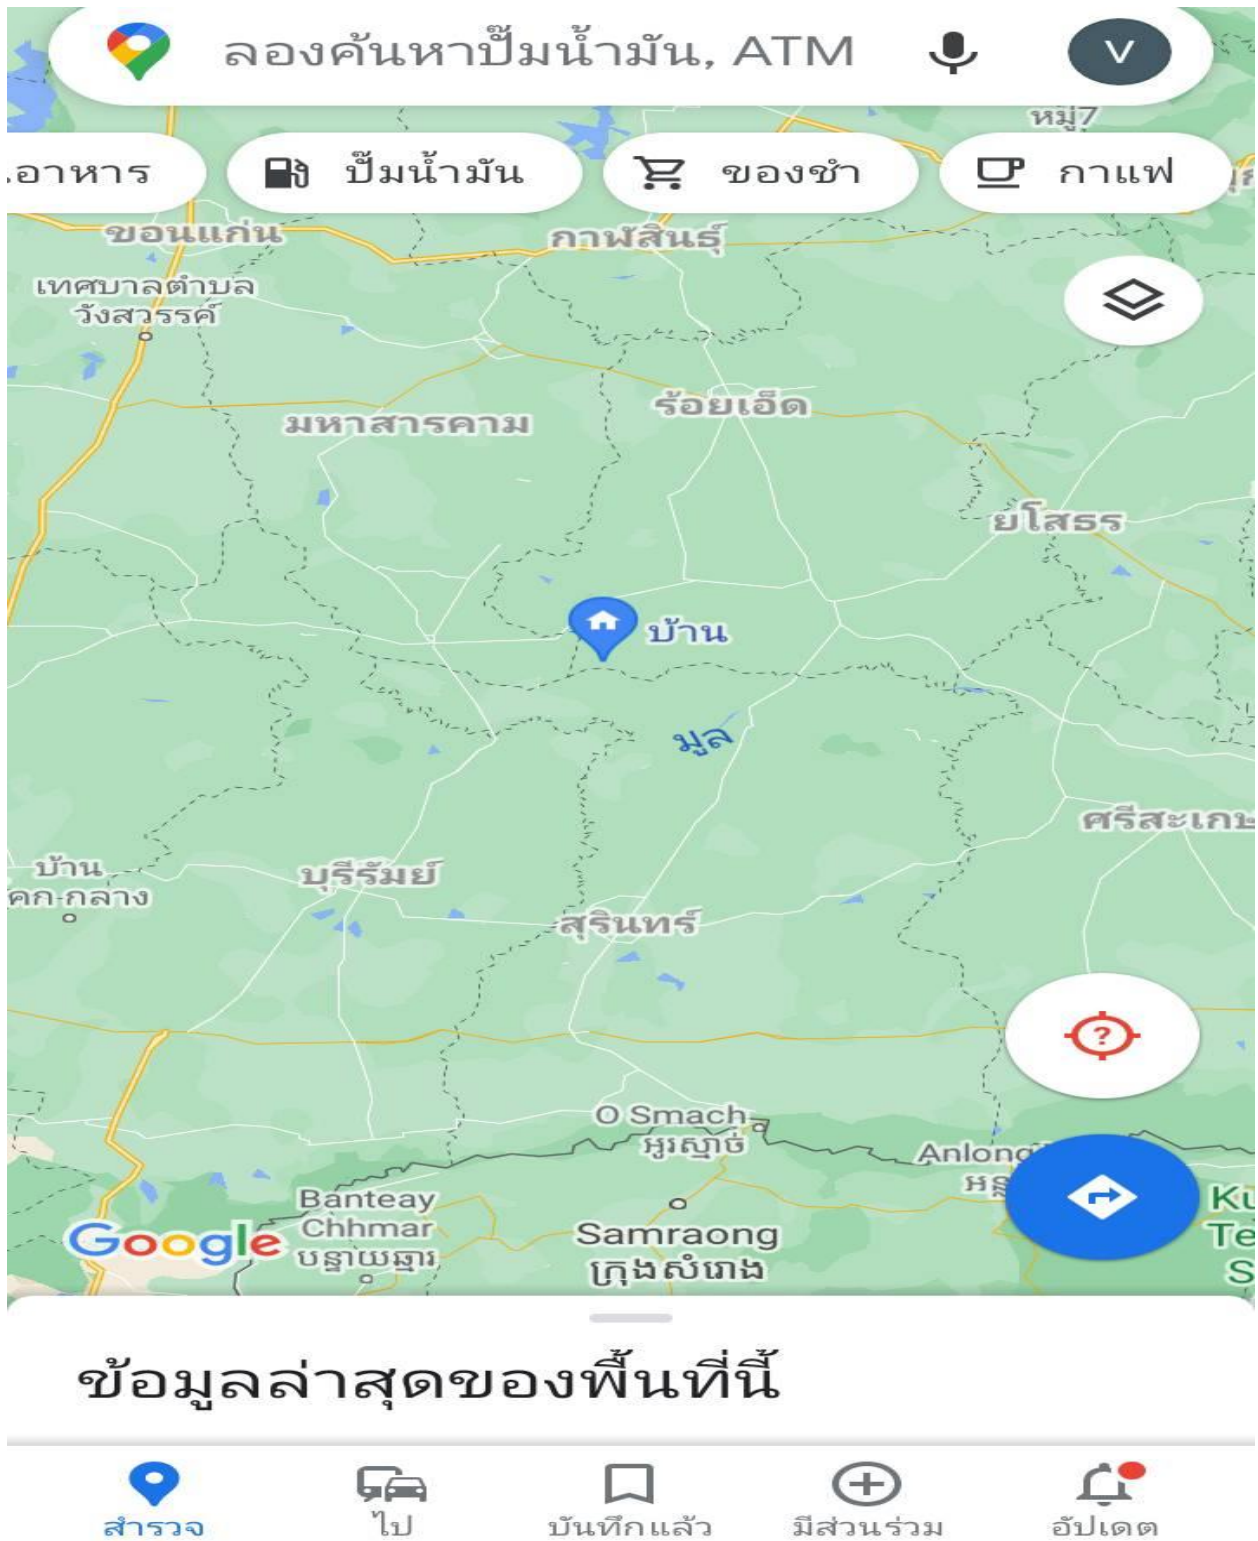 ลองค้นหาปั๊มน้ำมัน, ATM
V
หมู่7
อาหาร
ปั๊มน้ำมัน
ของชำ
กาแฟ
ขอนแก่น
กาฬสินธุ์
เทศบาลตำบล
วังสวรรค์
ร้อยเอ็ด
มหาสารคาม
ยโสธร
บ้าน
มูล
ศรีสะเกษ
บ้าน
คก กลาง
บุรีรัมย์
สุรินทร์
O Smach
អូរស្មាច់
Anlong
Banteay
Chhmar
បន្ទាយឆ្មារ
Samraong
ក្រុងសំរោង
Ku
Te
S
Google
ข้อมูลล่าสุดของพื้นที่นี้
สำรวจ
ไป
บันทึกแล้ว
มีส่วนร่วม
อัปเดต